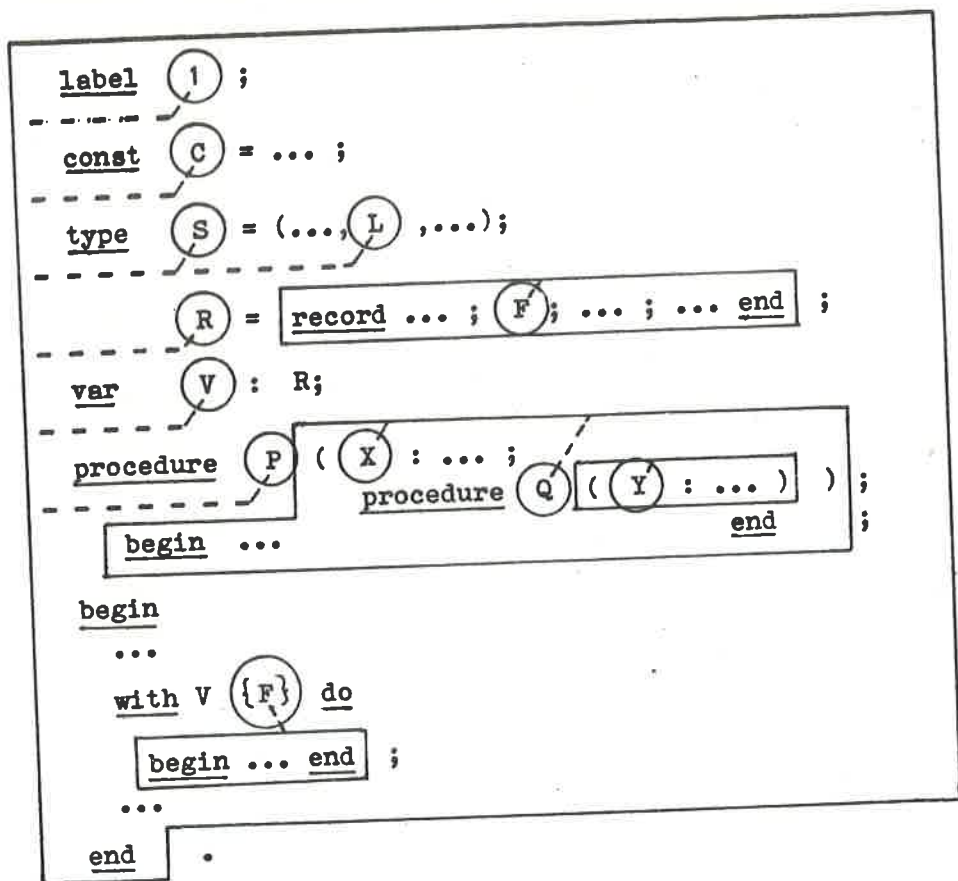 label 1 ;
const C = ... ;
type S = (...,L ,...);
R = record ... ; F; ... ; ... end ;
var V : R;
procedure P ( X : ... ;
procedure Q ( Y : ... ) ) ;
begin ... end ;
begin
...
with V {F} do
begin ... end ;
...
end .